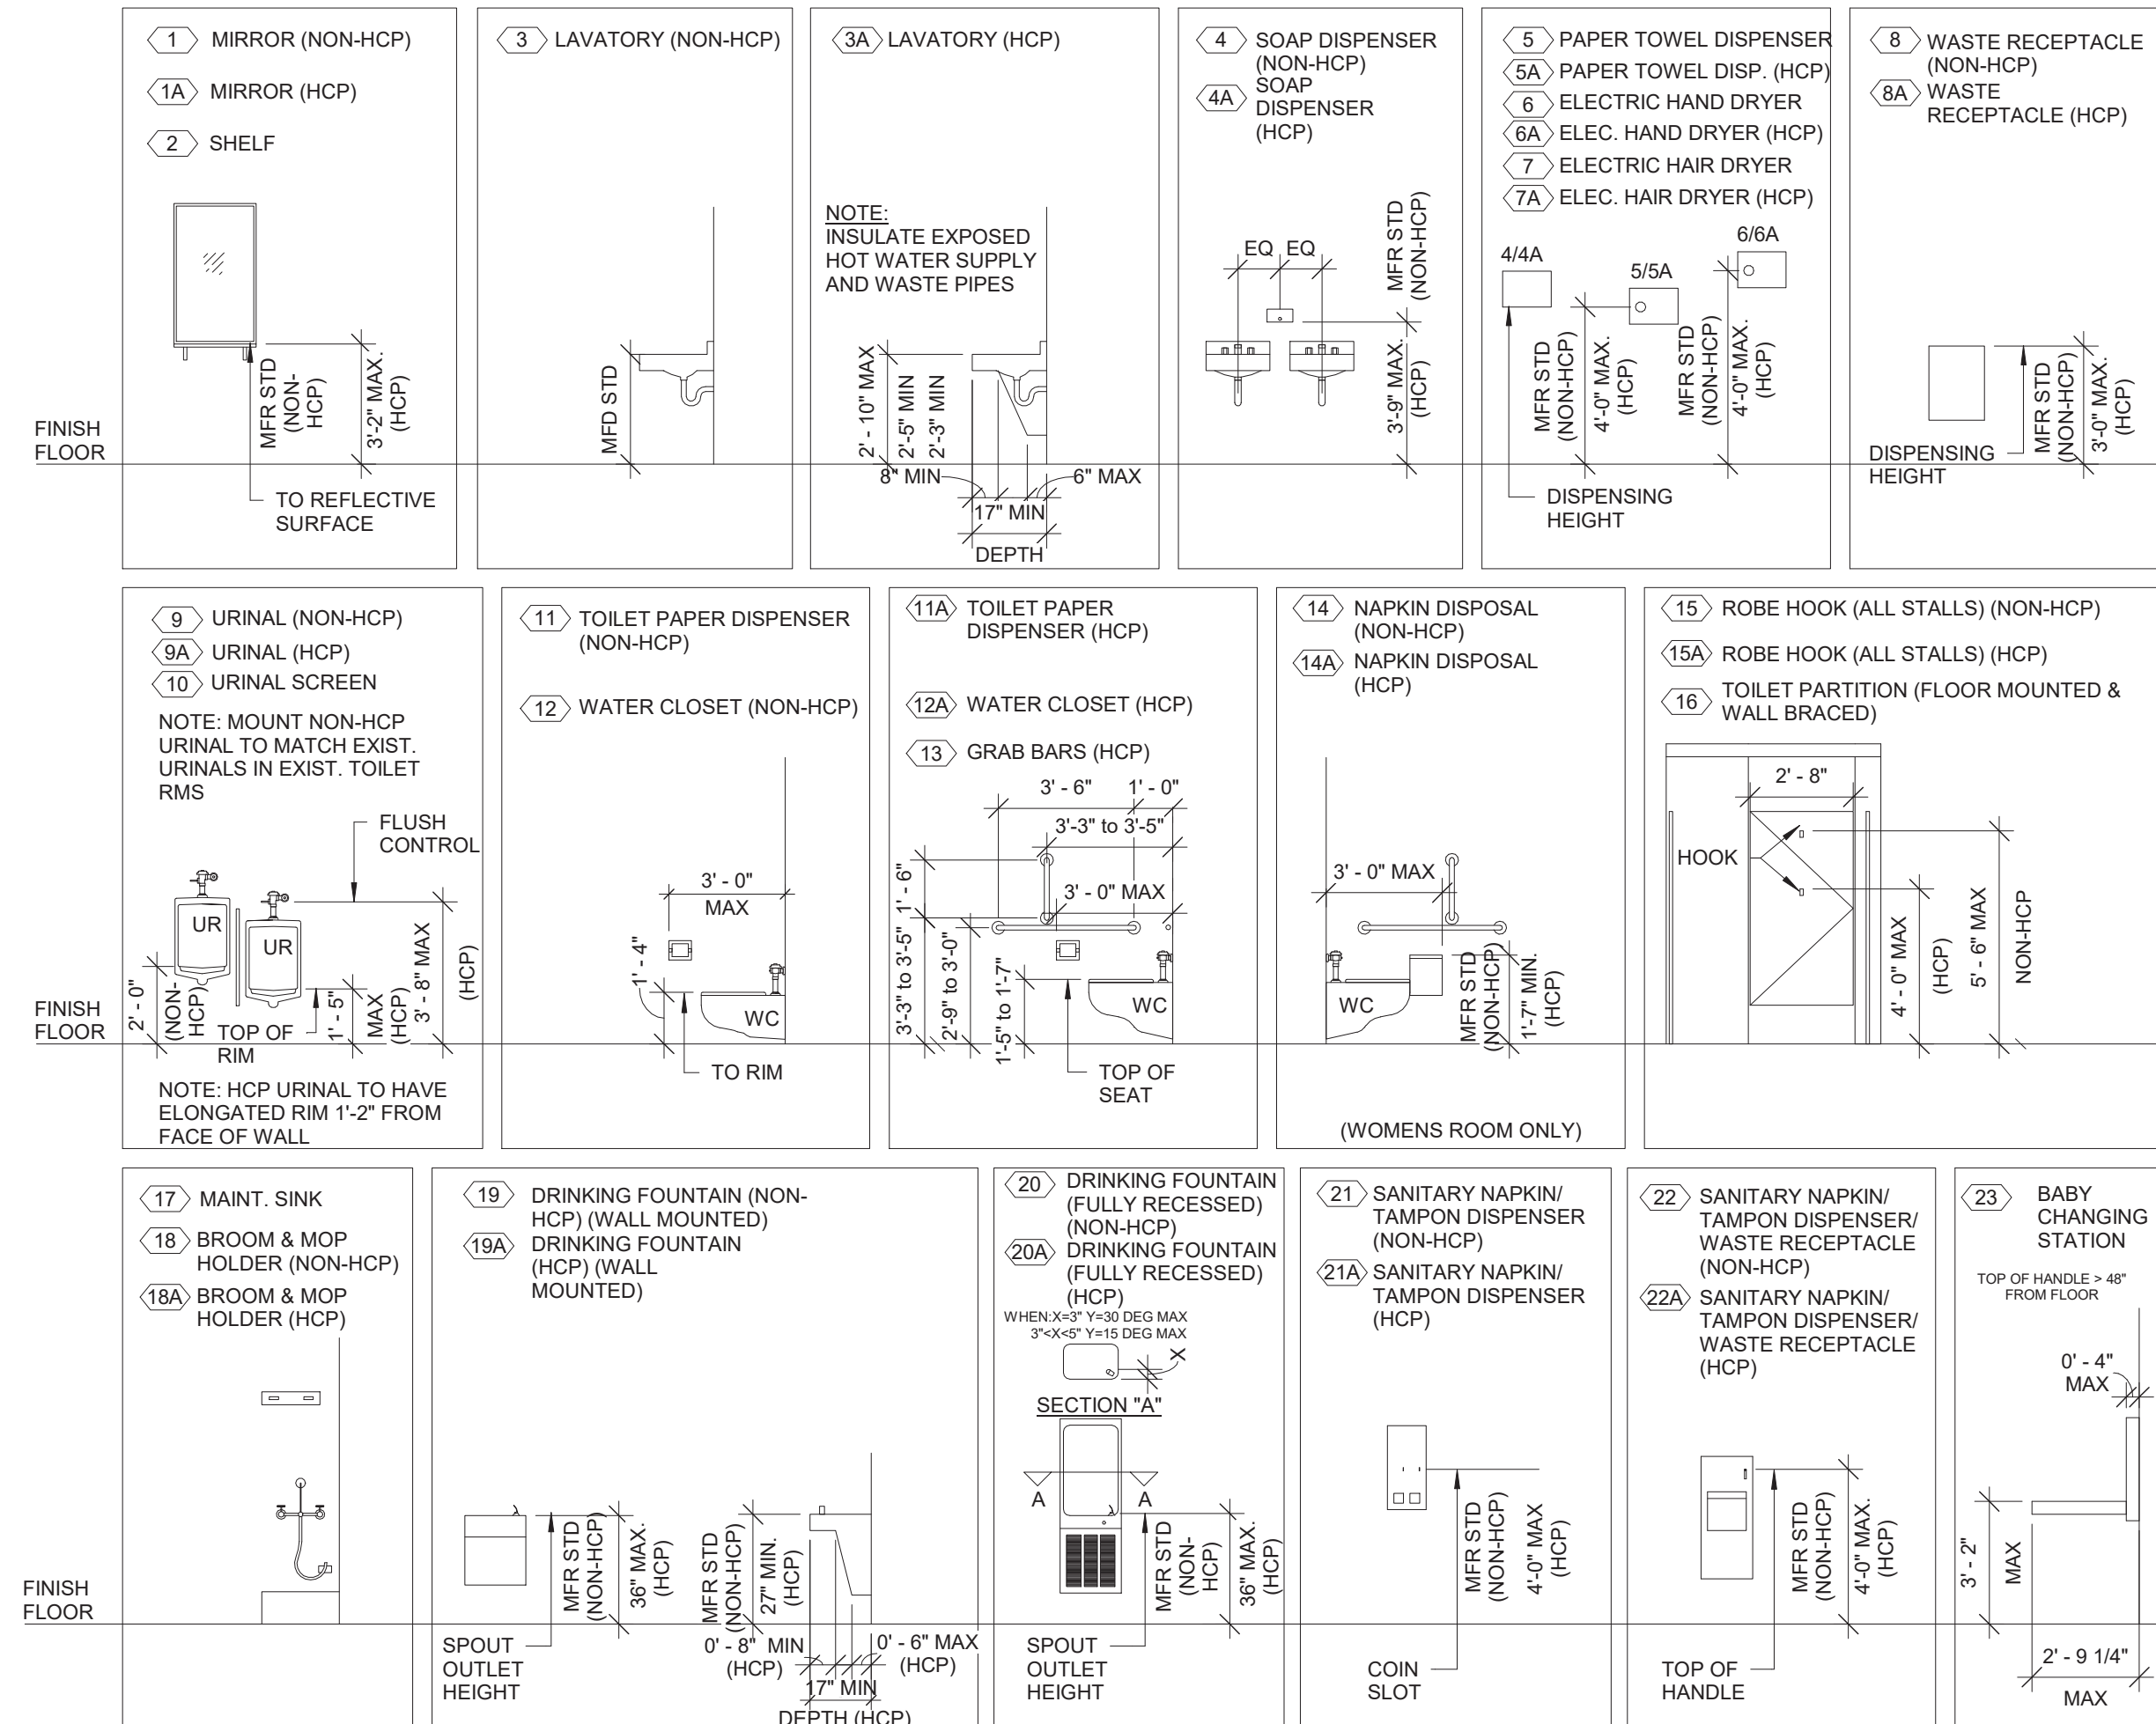 1 MIRROR (NON-HCP)
1A MIRROR (HCP)
2 SHELF
MFR STD
(NON-
HCP)
3'-2" MAX.
(HCP)
TO REFLECTIVE
SURFACE
FINISH
FLOOR
3 LAVATORY (NON-HCP)
MFD STD
3A LAVATORY (HCP)
NOTE:
INSULATE EXPOSED
HOT WATER SUPPLY
AND WASTE PIPES
2' - 10" MAX
2'-5" MIN
2'-3" MIN
8" MIN
6" MAX
17" MIN
DEPTH
4 SOAP DISPENSER
(NON-HCP)
4A SOAP
DISPENSER
(HCP)
EQ EQ
MFR STD
(NON-HCP)
3'-9" MAX.
(HCP)
5 PAPER TOWEL DISPENSER
5A PAPER TOWEL DISP. (HCP)
6 ELECTRIC HAND DRYER
6A ELEC. HAND DRYER (HCP)
7 ELECTRIC HAIR DRYER
7A ELEC. HAIR DRYER (HCP)
4/4A
5/5A
6/6A
MFR STD
(NON-HCP)
4'-0" MAX.
(HCP)
MFR STD
(NON-HCP)
4'-0" MAX.
(HCP)
DISPENSING
HEIGHT
8 WASTE RECEPTACLE
(NON-HCP)
8A WASTE
RECEPTACLE (HCP)
MFR STD
(NON-HCP)
3'-0" MAX.
(HCP)
DISPENSING
HEIGHT
9 URINAL (NON-HCP)
9A URINAL (HCP)
10 URINAL SCREEN
NOTE: MOUNT NON-HCP
URINAL TO MATCH EXIST.
URINALS IN EXIST. TOILET
RMS
FLUSH
CONTROL
UR
UR
2' - 0"
(NON-
HCP)
TOP OF
RIM
1' - 5"
MAX
(HCP)
3' - 8" MAX
(HCP)
NOTE: HCP URINAL TO HAVE
ELONGATED RIM 1'-2" FROM
FACE OF WALL
FINISH
FLOOR
11 TOILET PAPER DISPENSER
(NON-HCP)
12 WATER CLOSET (NON-HCP)
3' - 0"
MAX
1' - 4"
WC
TO RIM
11A TOILET PAPER
DISPENSER (HCP)
12A WATER CLOSET (HCP)
13 GRAB BARS (HCP)
3' - 6" 1' - 0"
3'-3" to 3'-5"
1' - 6"
3' - 0" MAX
3'-3" to 3'-5"
2'-9" to 3'-0"
1'-5" to 1'-7"
WC
TOP OF
SEAT
14 NAPKIN DISPOSAL
(NON-HCP)
14A NAPKIN DISPOSAL
(HCP)
3' - 0" MAX
WC
MFR STD
(NON-HCP)
1'-7" MIN.
(HCP)
(WOMENS ROOM ONLY)
15 ROBE HOOK (ALL STALLS) (NON-HCP)
15A ROBE HOOK (ALL STALLS) (HCP)
16 TOILET PARTITION (FLOOR MOUNTED &
WALL BRACED)
2' - 8"
HOOK
4' - 0" MAX
(HCP)
5' - 6" MAX
NON-HCP
17 MAINT. SINK
18 BROOM & MOP
HOLDER (NON-HCP)
18A BROOM & MOP
HOLDER (HCP)
FINISH
FLOOR
19 DRINKING FOUNTAIN (NON-
HCP) (WALL MOUNTED)
19A DRINKING FOUNTAIN
(HCP) (WALL
MOUNTED)
MFR STD
(NON-HCP)
36" MAX.
(HCP)
MFR STD
(NON-HCP)
27" MIN.
(HCP)
SPOUT
OUTLET
HEIGHT
0' - 8" MIN
(HCP)
0' - 6" MAX
(HCP)
17" MIN
DEPTH (HCP)
20 DRINKING FOUNTAIN
(FULLY RECESSED)
(NON-HCP)
20A DRINKING FOUNTAIN
(FULLY RECESSED)
(HCP)
WHEN:X=3" Y=30 DEG MAX
3"<X<5" Y=15 DEG MAX
X
SECTION "A"
A A
MFR STD
(NON-
HCP)
36" MAX.
(HCP)
SPOUT
OUTLET
HEIGHT
21 SANITARY NAPKIN/
TAMPON DISPENSER
(NON-HCP)
21A SANITARY NAPKIN/
TAMPON DISPENSER
(HCP)
MFR STD
(NON-HCP)
4'-0" MAX
(HCP)
COIN
SLOT
22 SANITARY NAPKIN/
TAMPON DISPENSER/
WASTE RECEPTACLE
(NON-HCP)
22A SANITARY NAPKIN/
TAMPON DISPENSER/
WASTE RECEPTACLE
(HCP)
MFR STD
(NON-HCP)
4'-0" MAX.
(HCP)
TOP OF
HANDLE
23 BABY
CHANGING
STATION
TOP OF HANDLE > 48"
FROM FLOOR
0' - 4"
MAX
3' - 2"
MAX
2' - 9 1/4"
MAX